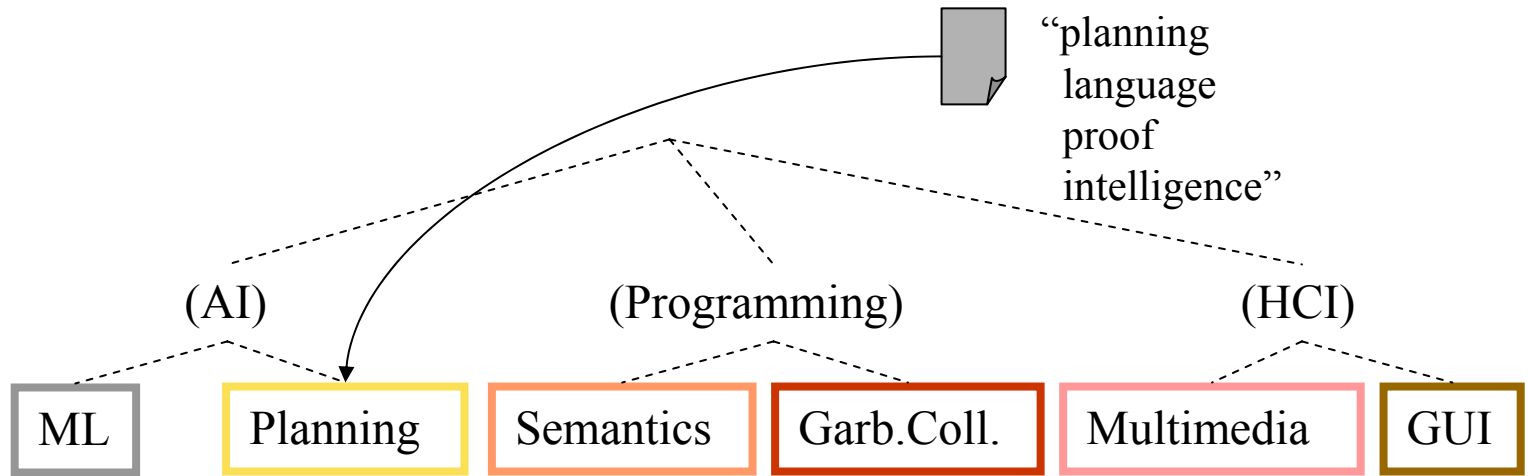 “planning
language
proof
intelligence”
(AI) (Programming) (HCI)
ML Planning Semantics Garb.Coll. Multimedia GUI